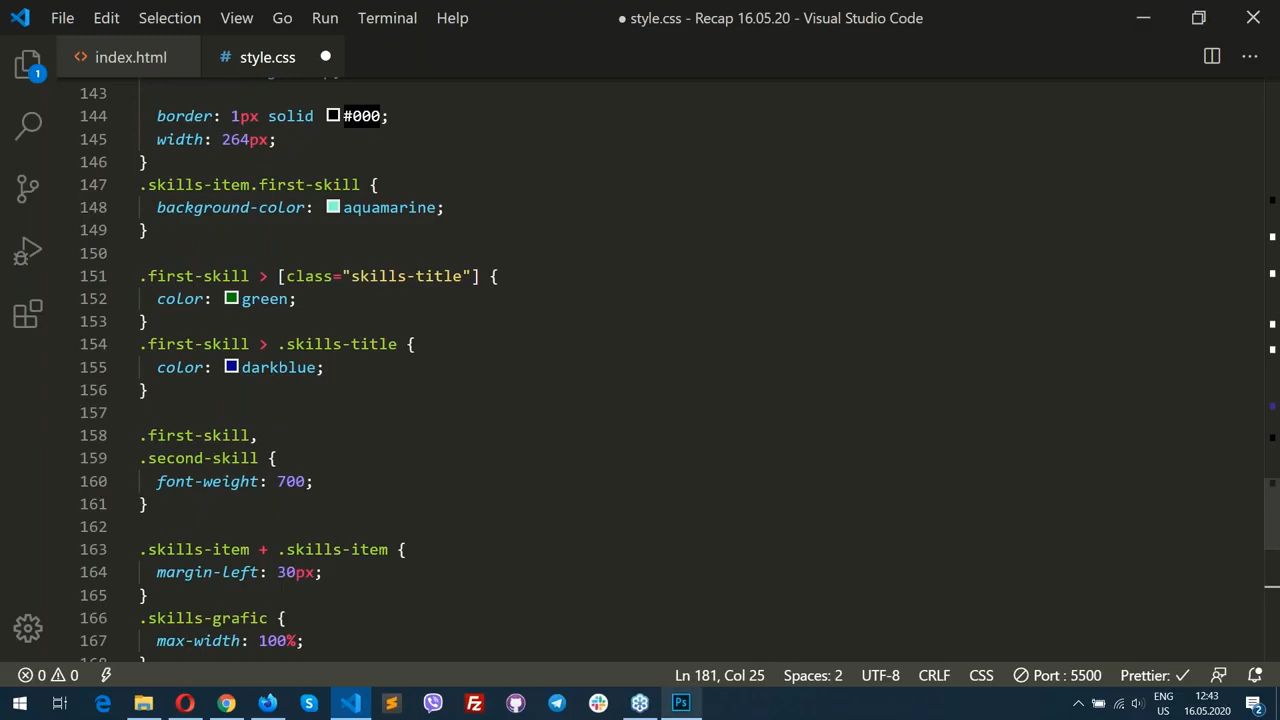 File Edit Selection View Go Run Terminal Help ● style.css - Recap 16.05.20 - Visual Studio Code
<> index.html # style.css
1
143
144 border: 1px solid #000;
145 width: 264px;
146 }
147 .skills-item.first-skill {
148 background-color: aquamarine;
149 }
150
151 .first-skill > [class="skills-title"] {
152 color: green;
153 }
154 .first-skill > .skills-title {
155 color: darkblue;
156 }
157
158 .first-skill,
159 .second-skill {
160 font-weight: 700;
161 }
162
163 .skills-item + .skills-item {
164 margin-left: 30px;
165 }
166 .skills-grafic {
167 max-width: 100%;
168 }
0 0 Ln 181, Col 25 Spaces: 2 UTF-8 CRLF CSS Port : 5500 Prettier: ✓
ENG 12:43
US 16.05.2020 2